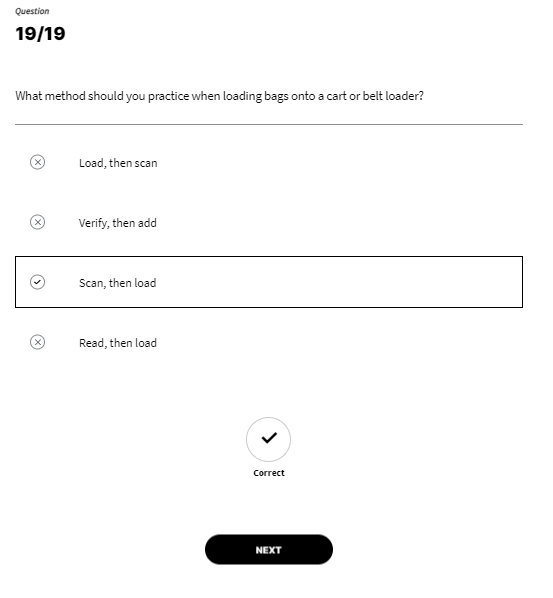 Question
19/19
What method should you practice when loading bags onto a cart or belt loader?
Load, then scan
Verify, then add
Scan, then load
Read, then load
Correct
NEXT